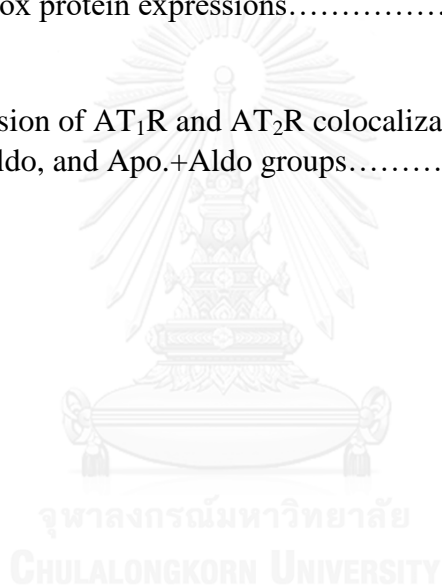 ox protein expressions……………
sion of AT₁R and AT₂R colocaliza
ldo, and Apo.+Aldo groups………
จุฬาลงกรณ์มหาวิทยาลัย
CHULALONGKORN UNIVERSITY